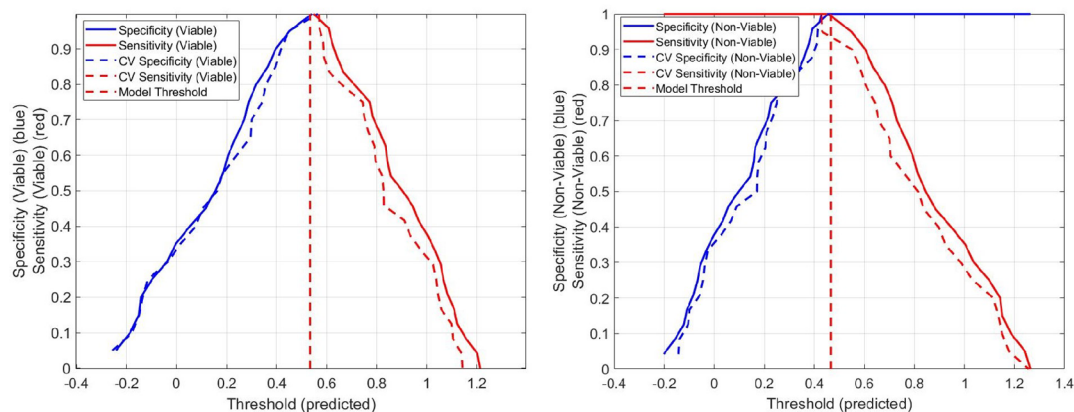 Specificity (Viable)
Sensitivity (Viable)
CV Specificity (Viable)
CV Sensitivity (Viable)
Model Threshold
0.9
0.8
0.7
0.6
0.5
0.4
0.3
0.2
0.1
0
-0.4
-0.2
0
0.2
0.4
0.6
0.8
1
1.2
Specificity (Viable) (blue)
Sensitivity (Viable) (red)
Threshold (predicted)
Specificity (Non-Viable)
Sensitivity (Non-Viable)
CV Specificity (Non-Viable)
CV Sensitivity (Non-Viable)
Model Threshold
1
0.9
0.8
0.7
0.6
0.5
0.4
0.3
0.2
0.1
0
-0.4
-0.2
0
0.2
0.4
0.6
0.8
1
1.2
1.4
Specificity (Non-Viable) (blue)
Sensitivity (Non-Viable) (red)
Threshold (predicted)